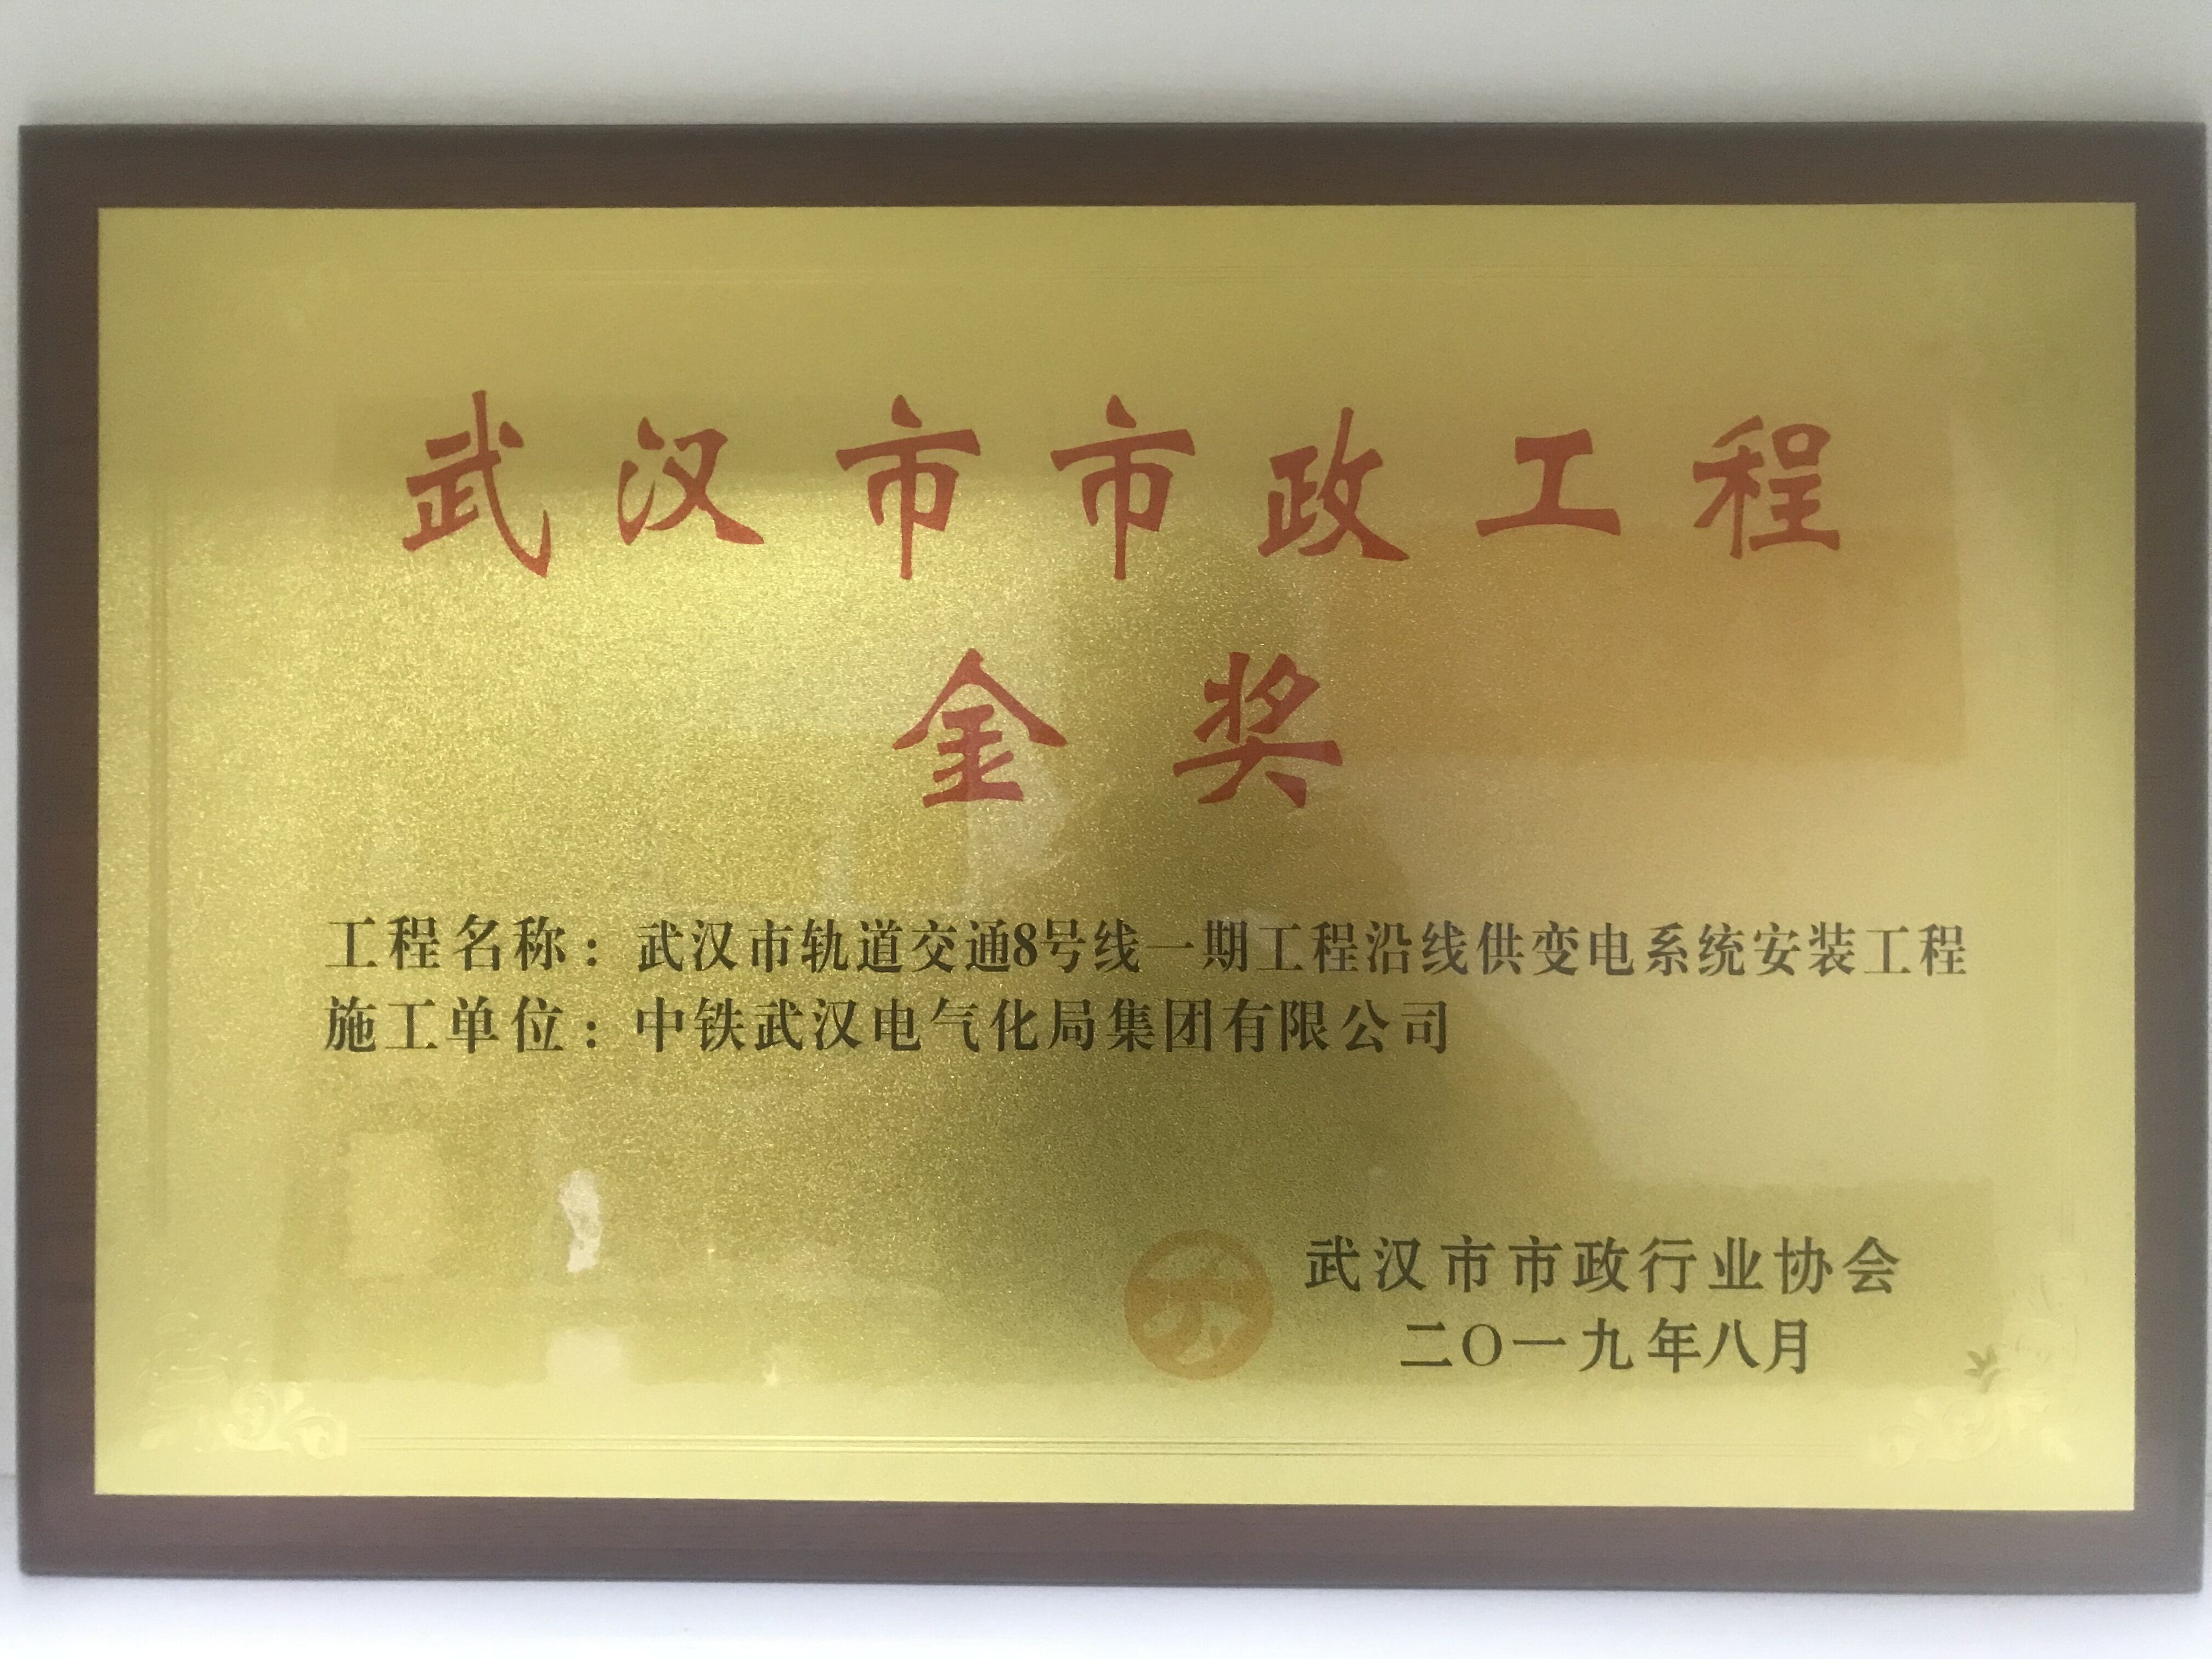 武汉市市政工程
金奖
工程名称：武汉市轨道交通8号线一期工程沿线供变电系统安装工程
施工单位：中铁武汉电气化局集团有限公司
武汉市市政行业协会
二〇一九年八月